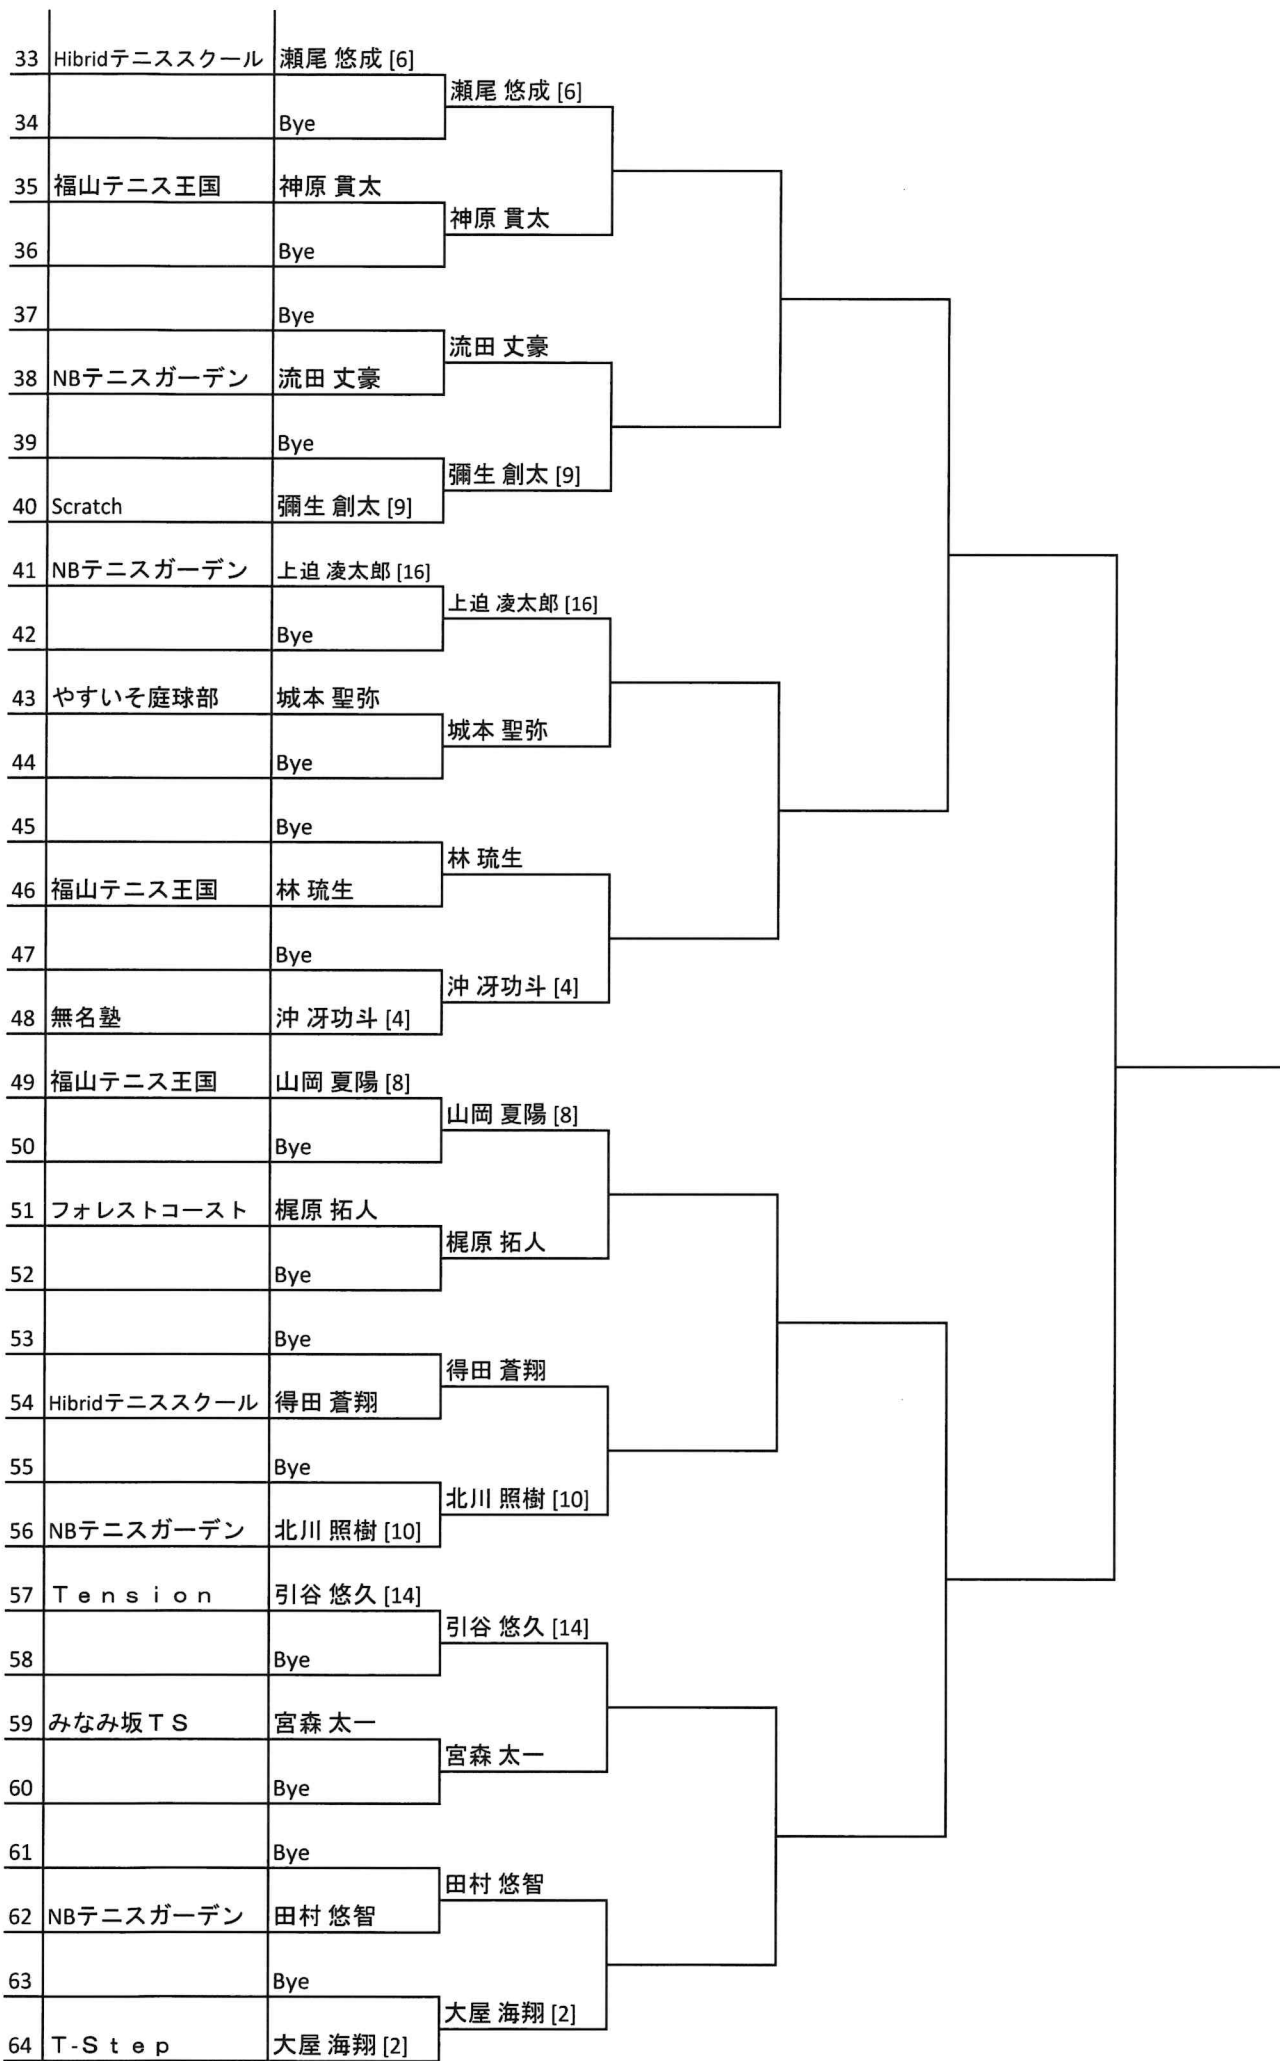 33 Hibridテニススクール 瀬尾 悠成 [6]
瀬尾 悠成 [6]
34 Bye
35 福山テニス王国 神原 貫太
神原 貫太
36 Bye
37 Bye
流田 丈豪
38 NBテニスガーデン 流田 丈豪
39 Bye
彌生 創太 [9]
40 Scratch 彌生 創太 [9]
41 NBテニスガーデン 上迫 凌太郎 [16]
上迫 凌太郎 [16]
42 Bye
43 やすいそ庭球部 城本 聖弥
城本 聖弥
44 Bye
45 Bye
林 琉生
46 福山テニス王国 林 琉生
47 Bye
沖 冴功斗 [4]
48 無名塾 沖 冴功斗 [4]
49 福山テニス王国 山岡 夏陽 [8]
山岡 夏陽 [8]
50 Bye
51 フォレストコースト 梶原 拓人
梶原 拓人
52 Bye
53 Bye
得田 蒼翔
54 Hibridテニススクール 得田 蒼翔
55 Bye
北川 照樹 [10]
56 NBテニスガーデン 北川 照樹 [10]
57 Ｔｅｎｓｉｏｎ 引谷 悠久 [14]
引谷 悠久 [14]
58 Bye
59 みなみ坂ＴＳ 宮森 太一
宮森 太一
60 Bye
61 Bye
田村 悠智
62 NBテニスガーデン 田村 悠智
63 Bye
大屋 海翔 [2]
64 Ｔ-Ｓｔｅｐ 大屋 海翔 [2]